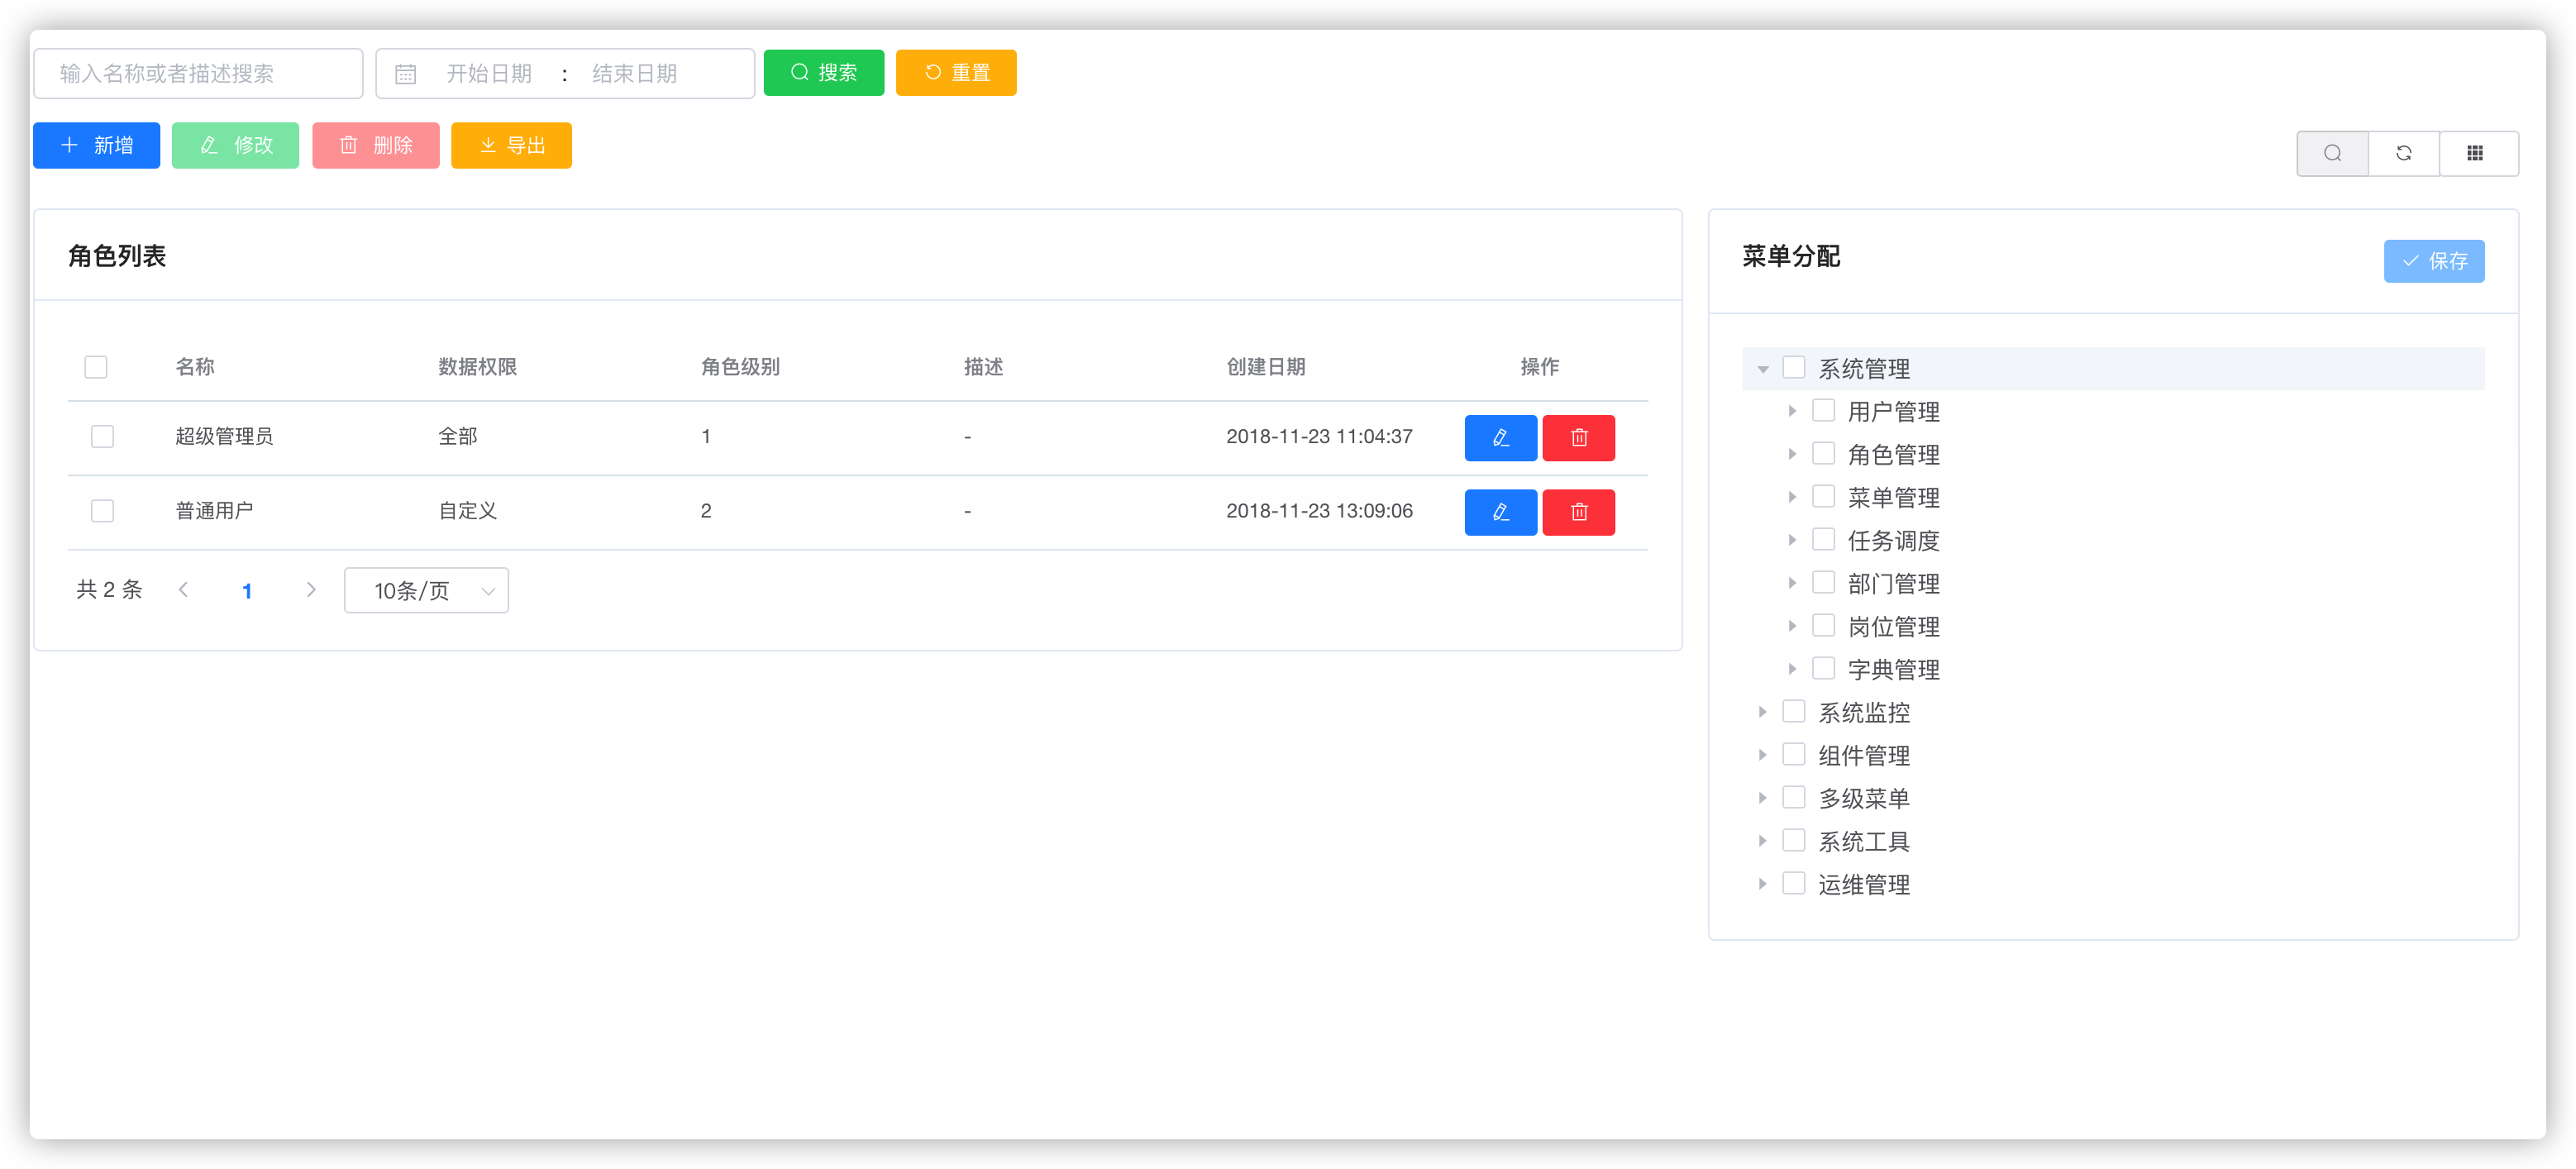 输入名称或者描述搜索 开始日期 : 结束日期 搜索 重置
新增 修改 删除 导出
角色列表
名称 数据权限 角色级别 描述 创建日期 操作
超级管理员 全部 1 - 2018-11-23 11:04:37
普通用户 自定义 2 - 2018-11-23 13:09:06
共 2 条 1 10条/页
菜单分配 保存
系统管理
用户管理
角色管理
菜单管理
任务调度
部门管理
岗位管理
字典管理
系统监控
组件管理
多级菜单
系统工具
运维管理